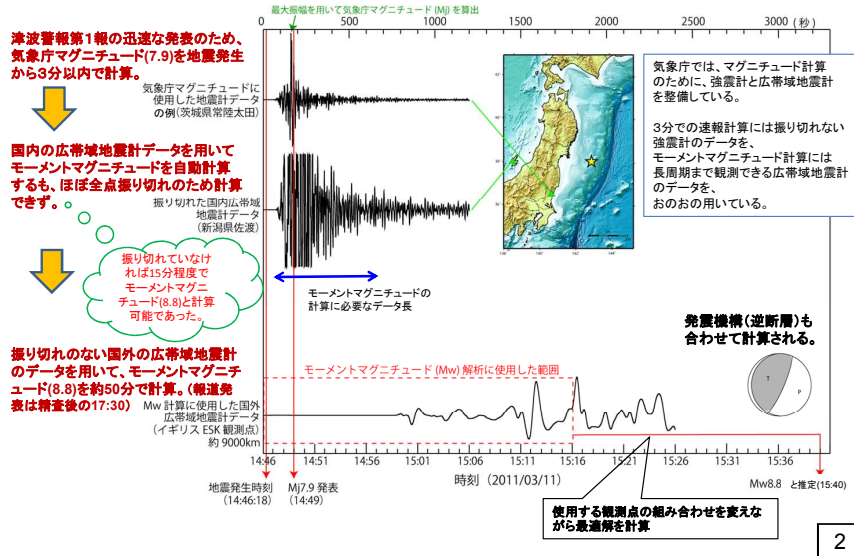 最大振幅を用いて気象庁マグニチュード (Mj) を算出
0 500 1000 1500 2000 2500 3000 (秒)
津波警報第1報の迅速な発表のため、
気象庁マグニチュード(7.9)を地震発生
から3分以内で計算。
気象庁マグニチュードに
使用した地震計データ
の例(茨城県常陸太田)
気象庁では、マグニチュード計算
のために、強震計と広帯域地震計
を整備している。
3分での速報計算には振り切れない
強震計のデータを、
モーメントマグニチュード計算には
長周期まで観測できる広帯域地震計
のデータを、
おのおの用いている。
国内の広帯域地震計データを用いて
モーメントマグニチュードを自動計算
するも、ほぼ全点振り切れのため計算
できず。
振り切れた国内広帯域
地震計データ
(新潟県佐渡)
振り切れていなけ
れば15分程度で
モーメントマグニ
チュード(8.8)と計算
可能であった。
モーメントマグニチュードの
計算に必要なデータ長
発震機構(逆断層)も
合わせて計算される。
T
P
振り切れのない国外の広帯域地震計
のデータを用いて、モーメントマグニチ
ュード(8.8)を約50分で計算。(報道発
表は精査後の17:30)
モーメントマグニチュード (Mw) 解析に使用した範囲
Mw 計算に使用した国外
広帯域地震計データ
(イギリス ESK 観測点)
約 9000km
14:46 14:51 14:56 15:01 15:06 15:11 15:16 15:21 15:26 15:31 15:36
地震発生時刻
(14:46:18)
Mj7.9 発表
(14:49)
時刻 (2011/03/11)
Mw8.8 と推定(15:40)
使用する観測点の組み合わせを変えな
がら最適解を計算
2